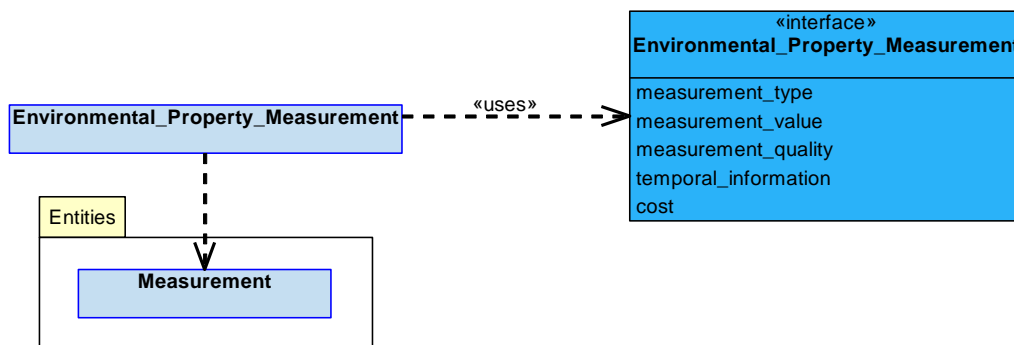 «interface»
Environmental_Property_Measurement
measurement_type
measurement_value
measurement_quality
temporal_information
cost
Environmental_Property_Measurement
«uses»
Entities
Measurement